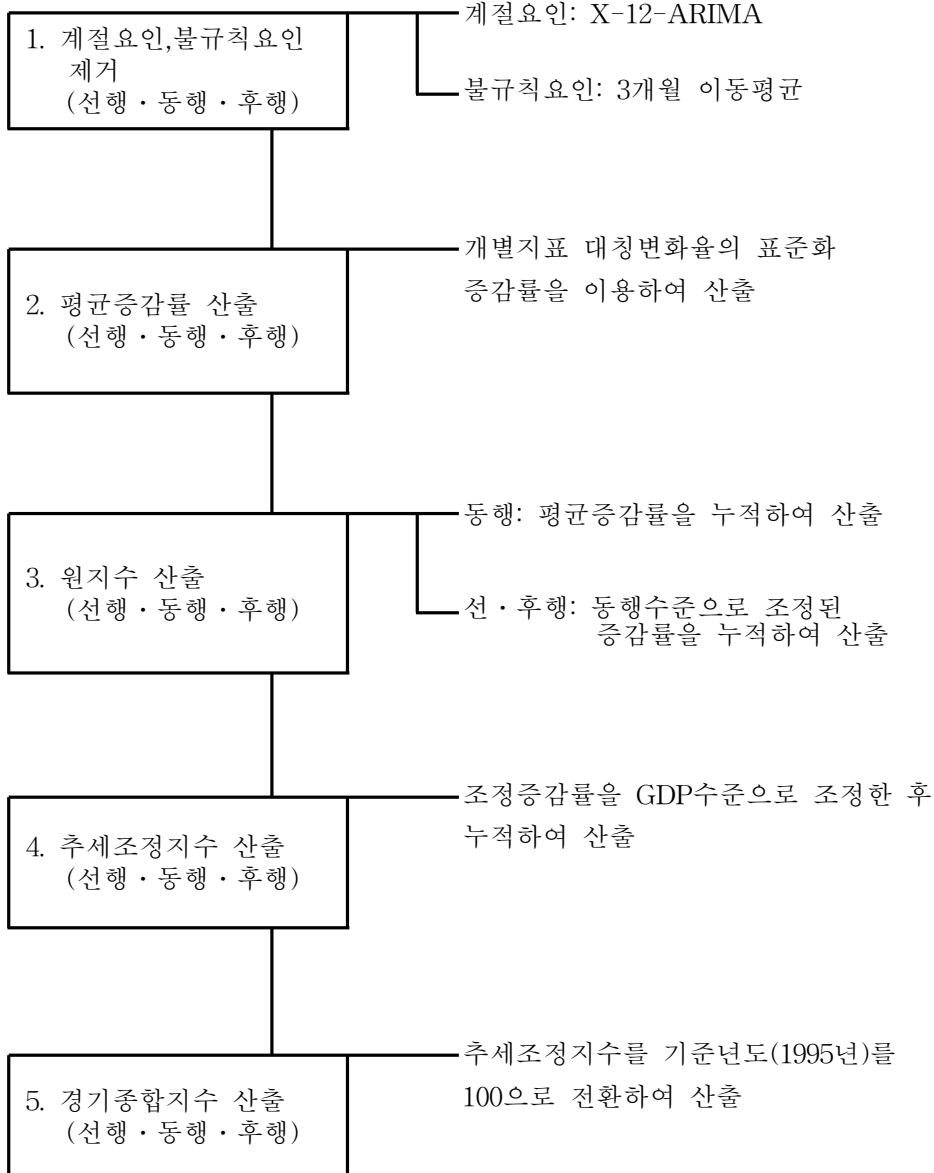 1. 계절요인,불규칙요인
제거
(선행·동행·후행)
계절요인: X-12-ARIMA
불규칙요인: 3개월 이동평균
2. 평균증감률 산출
(선행·동행·후행)
개별지표 대칭변화율의 표준화
증감률을 이용하여 산출
3. 원지수 산출
(선행·동행·후행)
동행: 평균증감률을 누적하여 산출
선·후행: 동행수준으로 조정된
증감률을 누적하여 산출
4. 추세조정지수 산출
(선행·동행·후행)
조정증감률을 GDP수준으로 조정한 후
누적하여 산출
5. 경기종합지수 산출
(선행·동행·후행)
추세조정지수를 기준년도(1995년)를
100으로 전환하여 산출